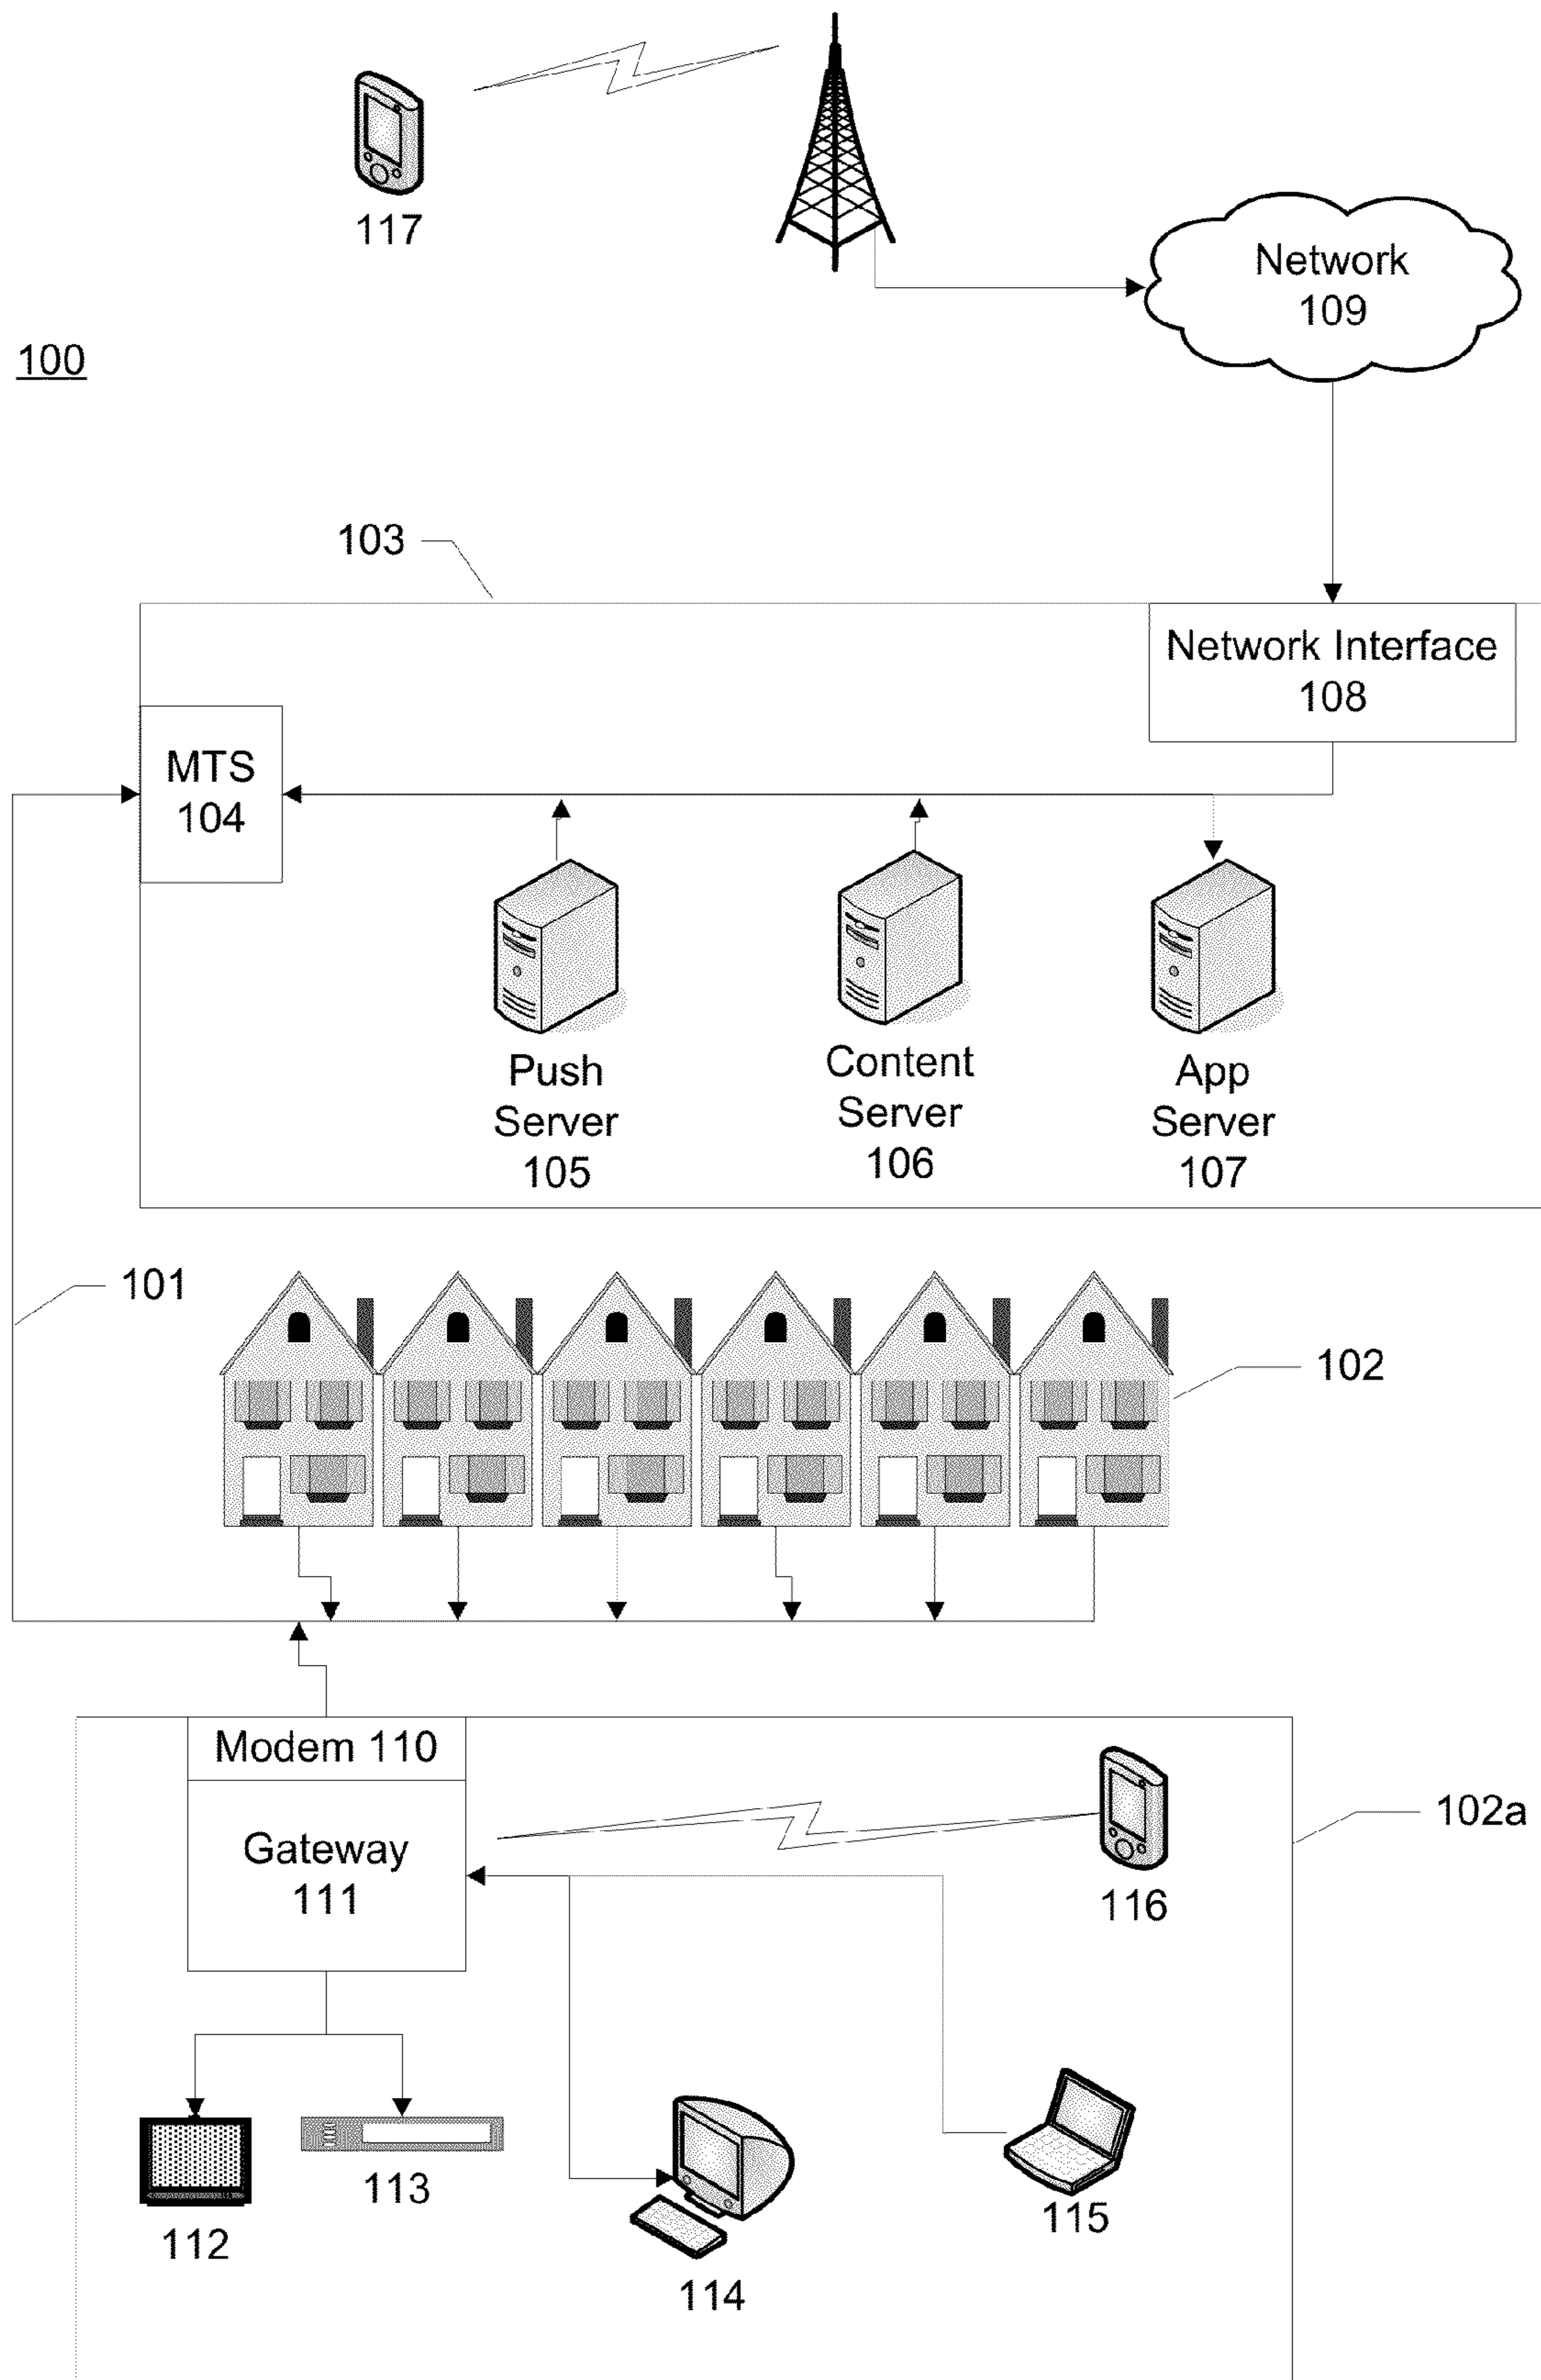 117
Network
109
100
103
Network Interface
108
MTS
104
Push
Server
105
Content
Server
106
App
Server
107
101
102
Modem 110
Gateway
111
102a
116
112
113
114
115